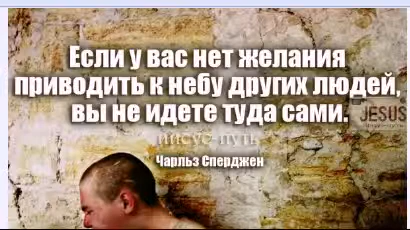 Если у вас нет желания
приводить к небу других людей,
вы не идете туда сами.
JESUS
иисус-путь
Чарльз Сперджен